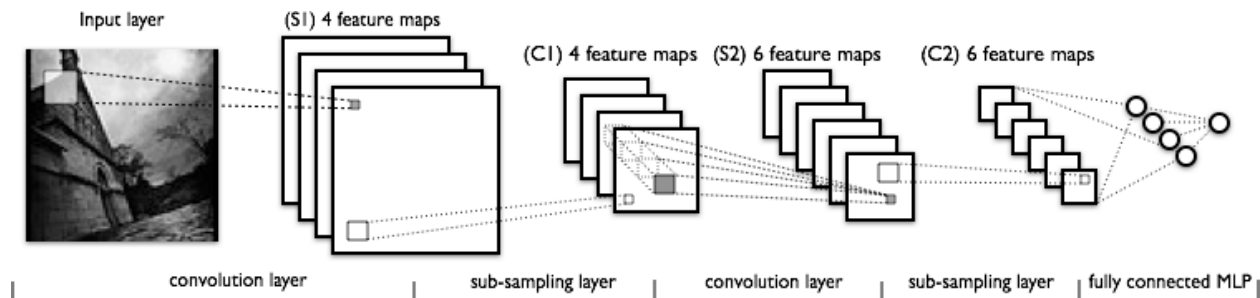 Input layer
(S1) 4 feature maps
(C1) 4 feature maps
(S2) 6 feature maps
(C2) 6 feature maps
convolution layer
sub-sampling layer
convolution layer
sub-sampling layer
fully connected MLP